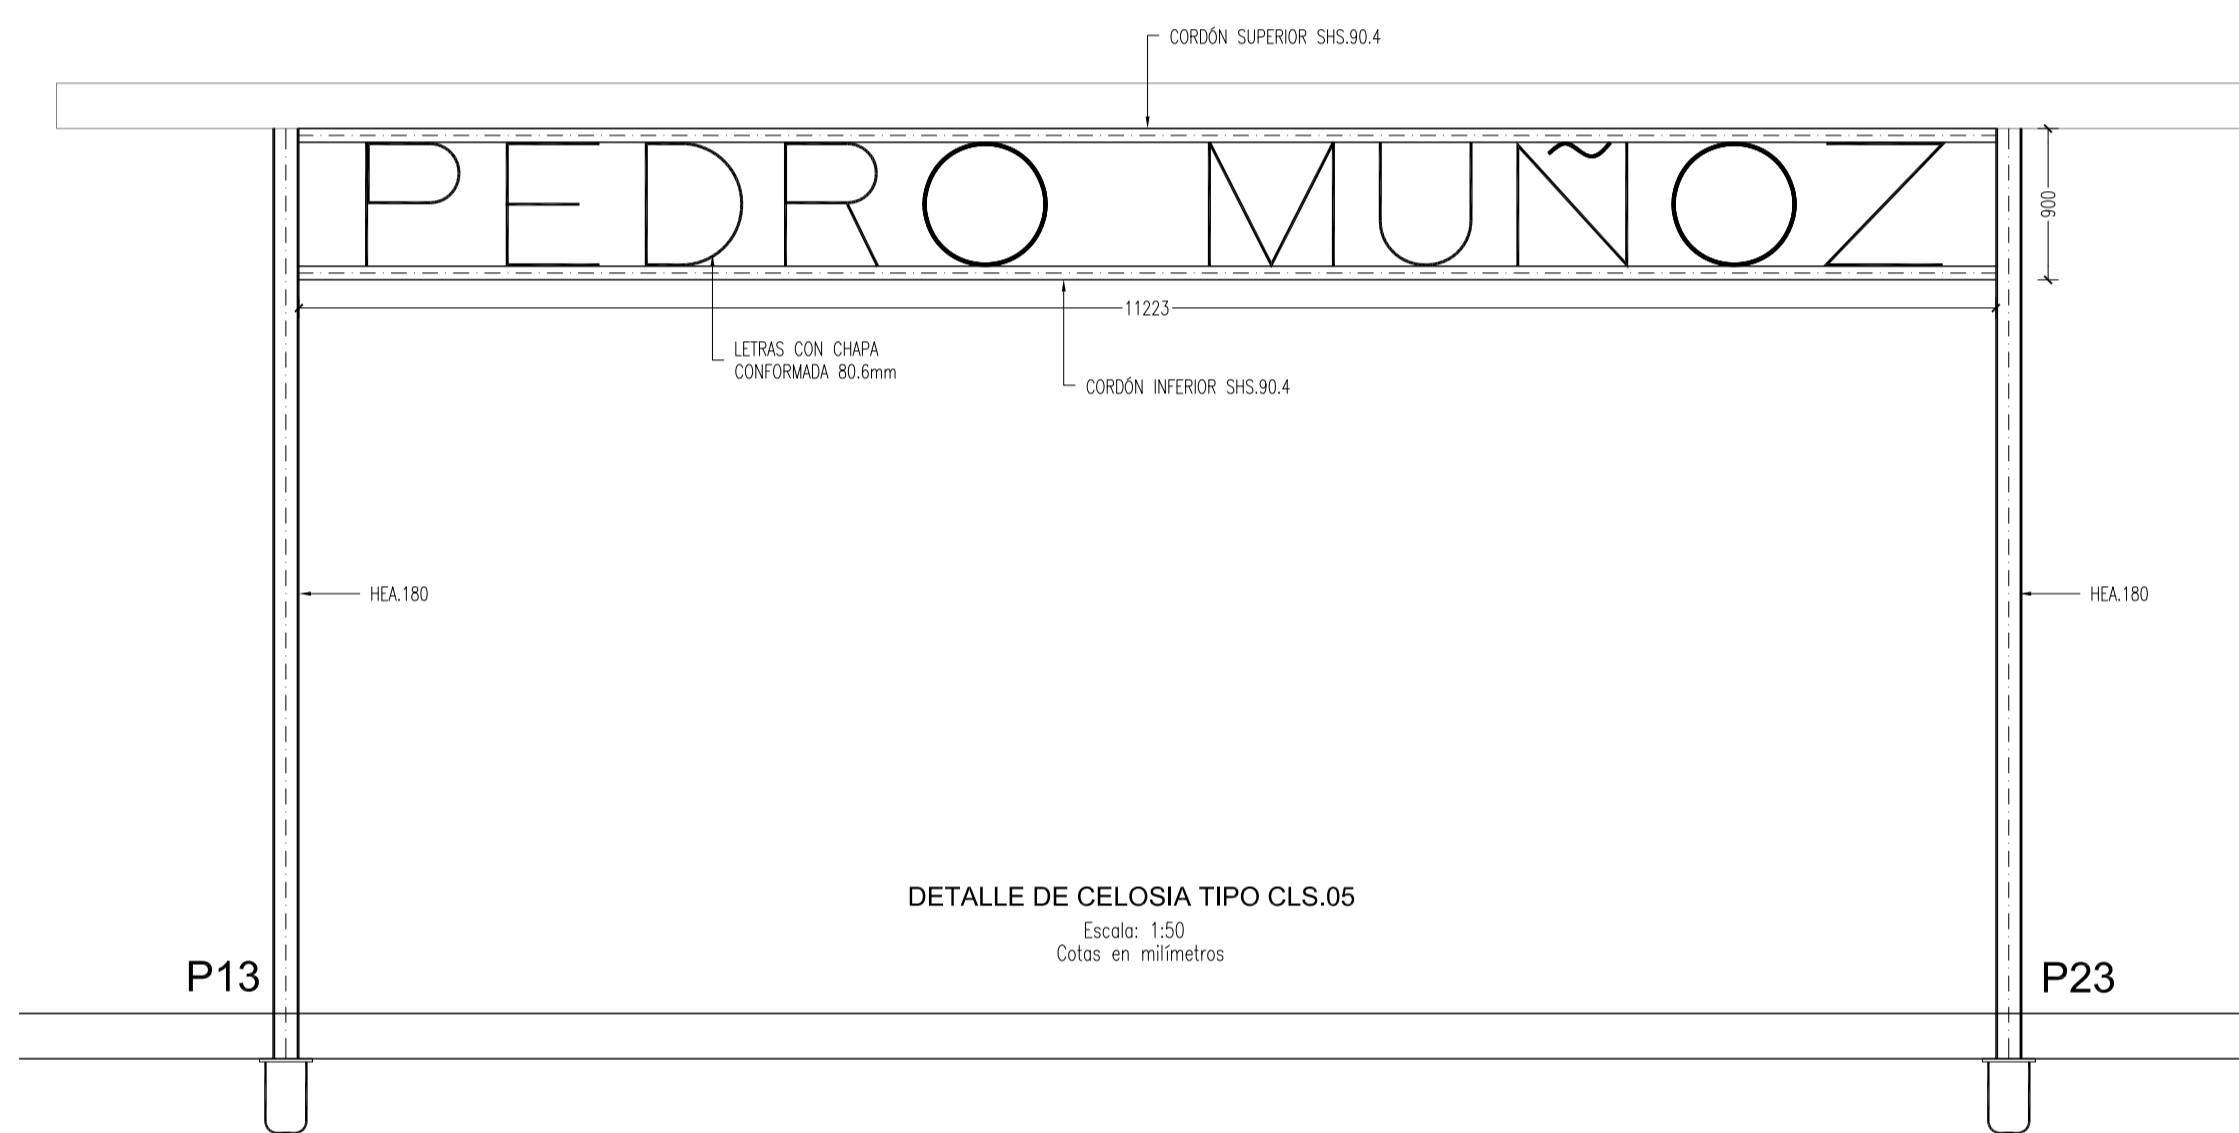 CORDÓN SUPERIOR SHS.90.4
PEDRO MUÑOZ
900
11223
LETRAS CON CHAPA
CONFORMADA 80.6mm
CORDÓN INFERIOR SHS.90.4
HEA.180
HEA.180
DETALLE DE CELOSIA TIPO CLS.05
Escala: 1:50
Cotas en milímetros
P13
P23